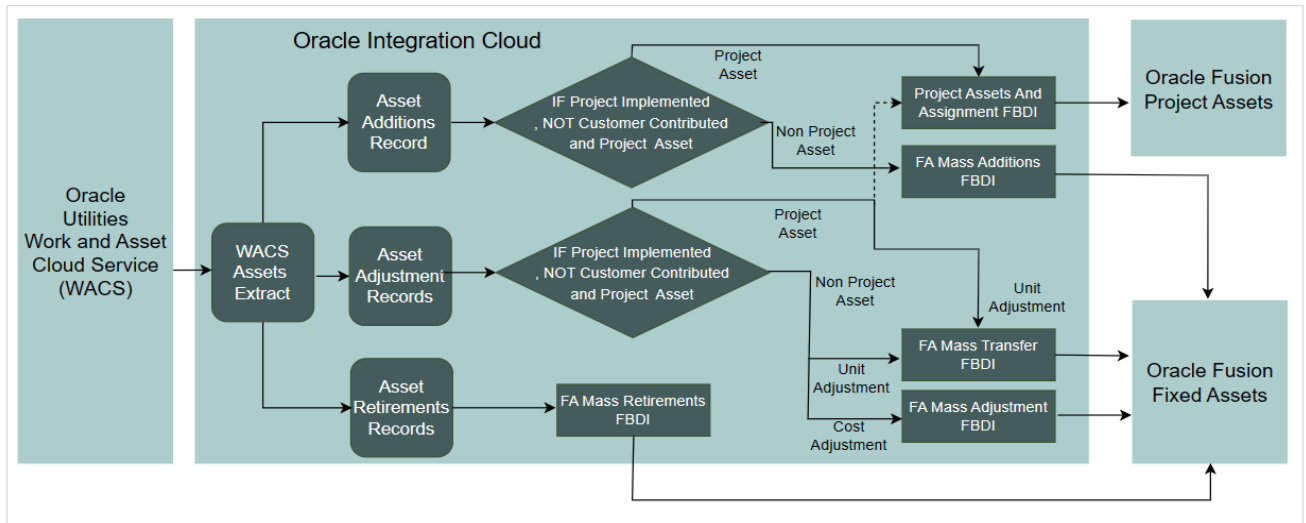 Oracle
Utilities
Work and Asset
Cloud Service
(WACS)
Oracle Integration Cloud
WACS
Assets
Extract
Asset
Additions
Record
IF Project Implemented
, NOT Customer Contributed
and Project Asset
Project
Asset
Non Project
Asset
Project Assets And
Assignment FBDI
FA Mass Additions
FBDI
Asset
Adjustment
Records
IF Project Implemented
, NOT Customer Contributed
and Project Asset
Project
Asset
Non Project
Asset
Unit
Adjustment
Unit
Adjustment
Cost
Adjustment
FA Mass Transfer
FBDI
FA Mass Adjustment
FBDI
Asset
Retirements
Records
FA Mass Retirements
FBDI
Oracle Fusion
Project Assets
Oracle Fusion
Fixed Assets